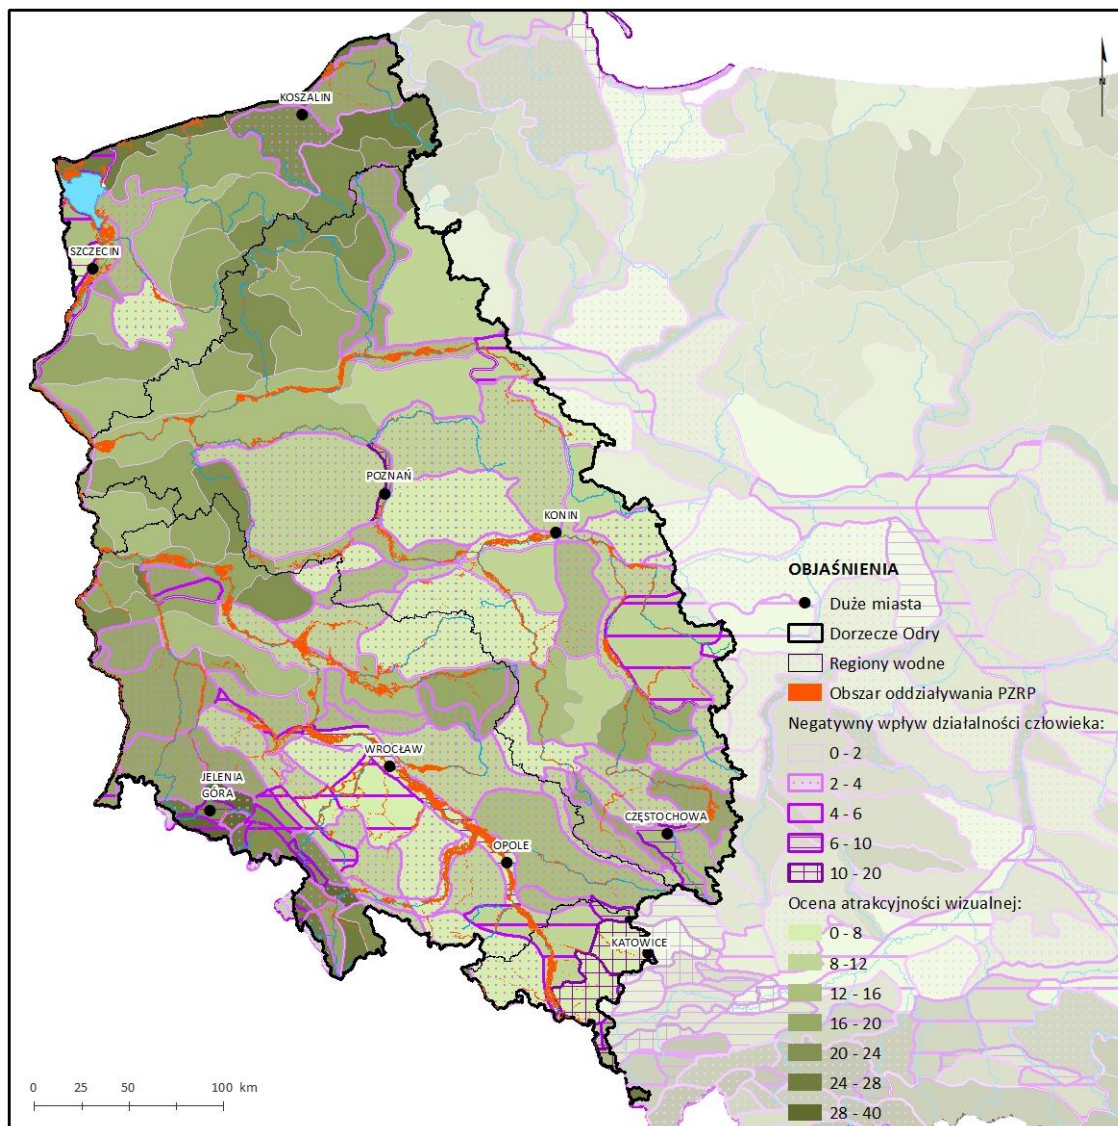 KOSZALIN
SZCZECIN
POZNAŃ
KONIN
WROCŁAW
JELENIA
GÓRA
CZĘSTOCHOWA
OPOLE
KATOWICE
N
OBJAŚNIENIA
Duże miasta
Dorzecze Odry
Regiony wodne
Obszar oddziaływania PZRP
Negatywny wpływ działalności człowieka:
0 - 2
2 - 4
4 - 6
6 - 10
10 - 20
Ocena atrakcyjności wizualnej:
0 - 8
8 -12
12 - 16
16 - 20
20 - 24
24 - 28
28 - 40
0 25 50 100 km